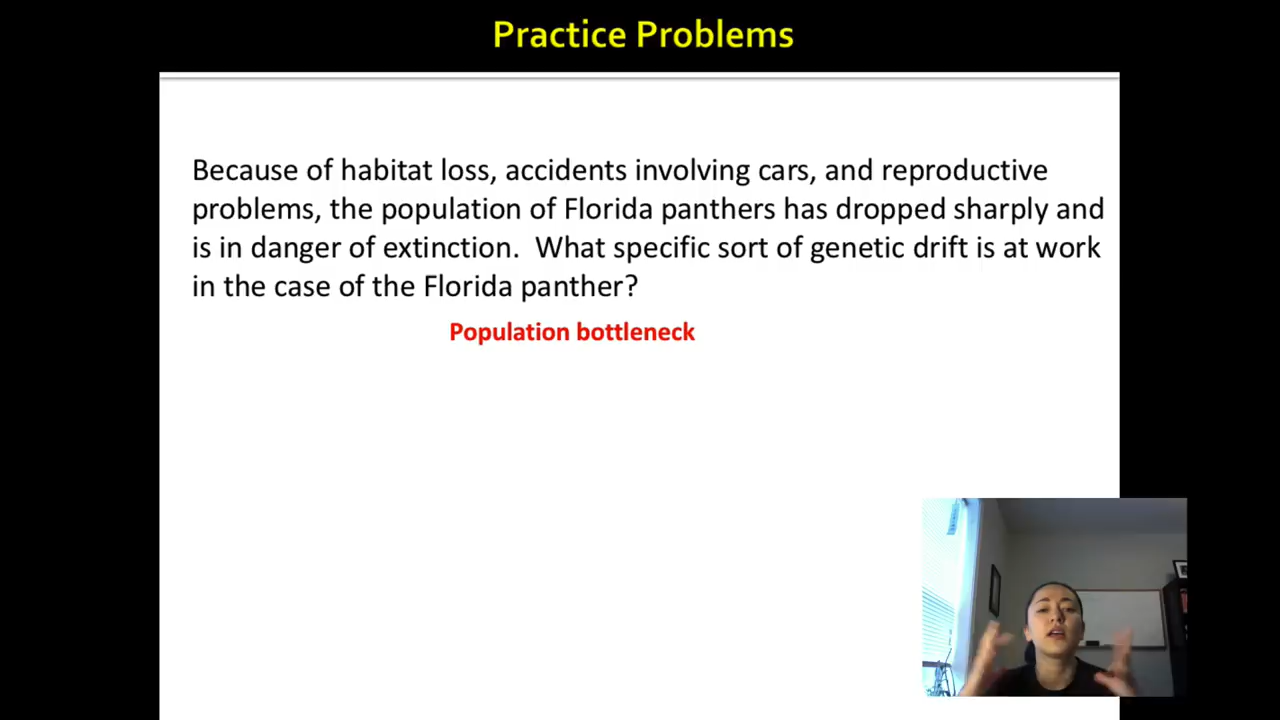 Practice Problems
Because of habitat loss, accidents involving cars, and reproductive
problems, the population of Florida panthers has dropped sharply and
is in danger of extinction.  What specific sort of genetic drift is at work
in the case of the Florida panther?
Population bottleneck